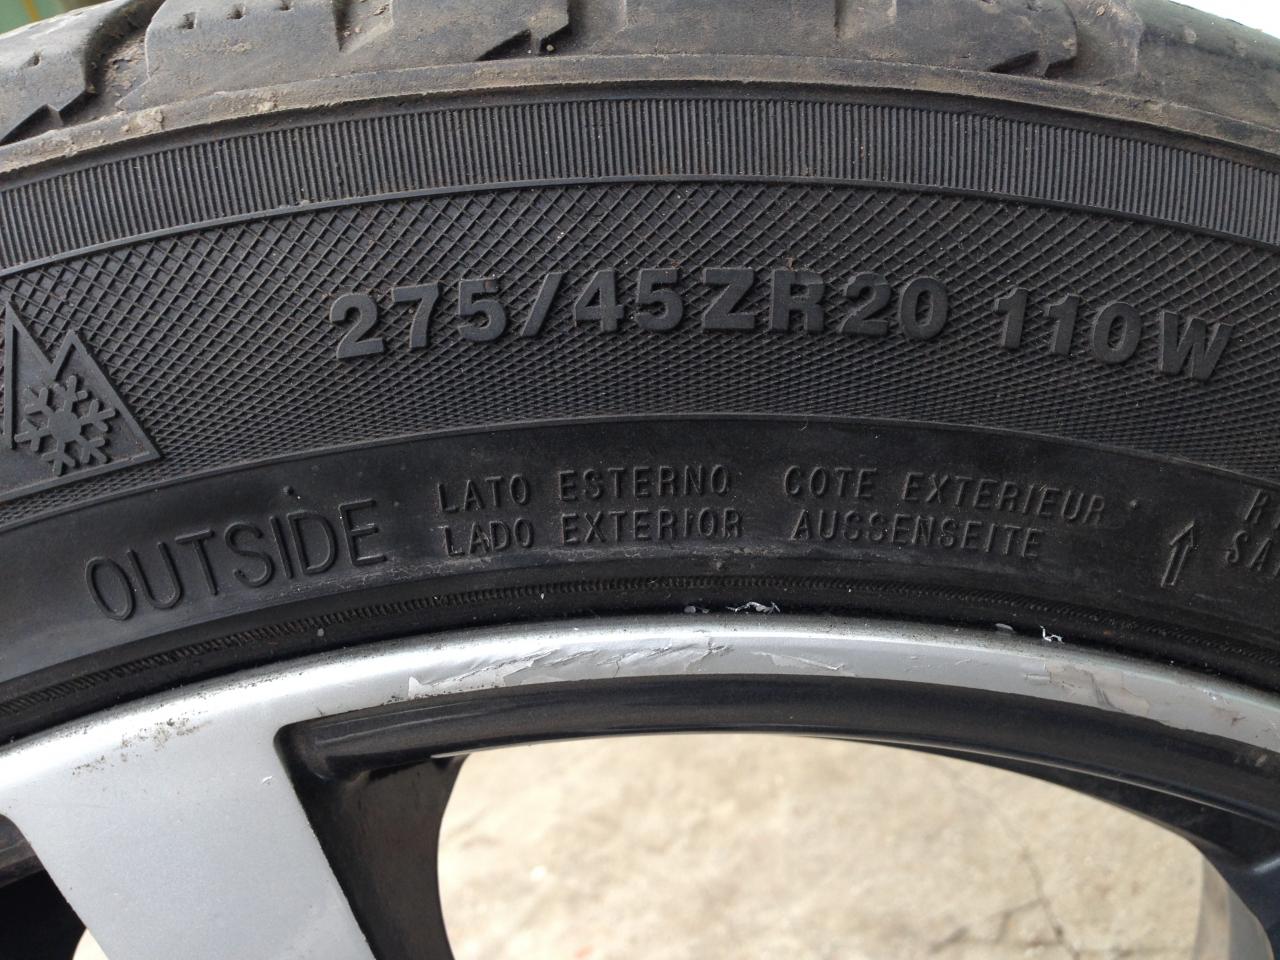 275/45ZR20 110W
OUTSIDE
LATO ESTERNO COTE EXTERIEUR
LADO EXTERIOR AUSSENSEITE